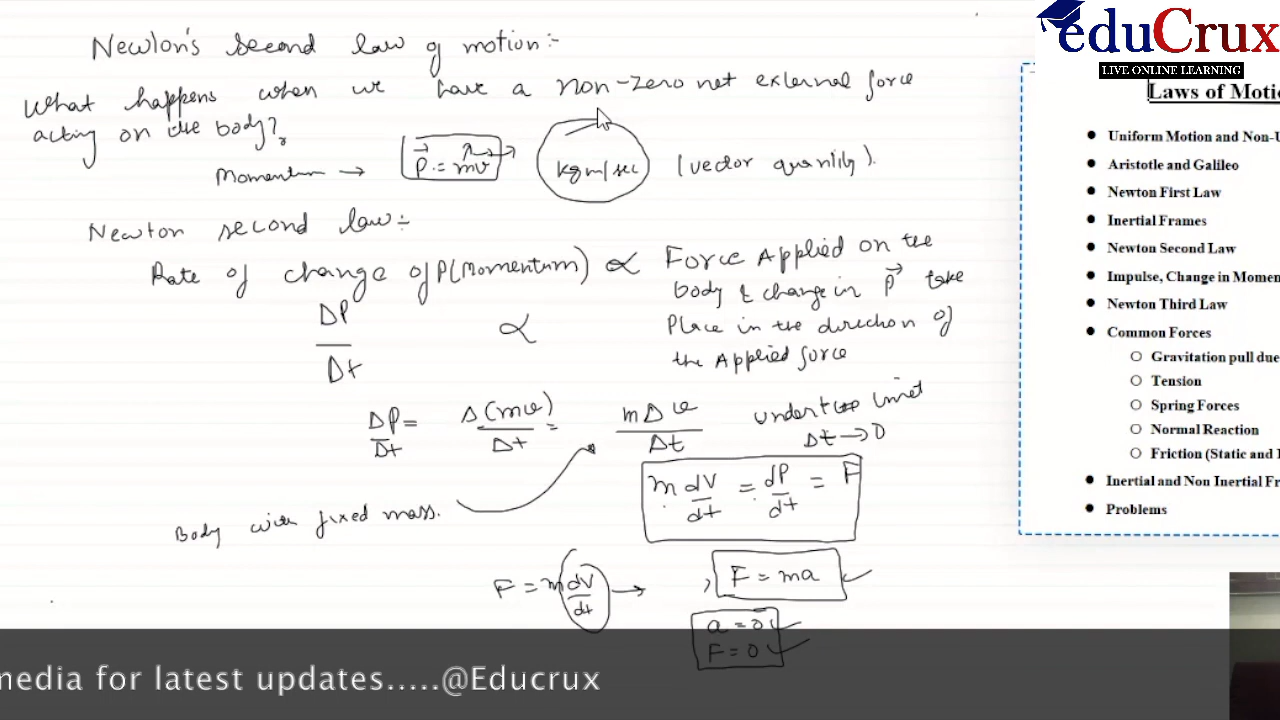 Newton's second law of motion:-
What happens when we have a non-zero net external force
acting on the body?
Momentum → P = mv kgm/sec (vector quantity).
Newton second law:-
Rate of change of P(Momentum) ∝ Force Applied on the
body & change in P take
Place in the direction of
the Applied force
ΔP/Δt ∝
ΔP/Δt = Δ(mv)/Δt = mΔv/Δt under the limit
Δt → 0
m dV/dt = dP/dt = F
Body with fixed mass.
F = m dV/dt → , F = ma
a = 0
F = 0
eduCrux
LIVE ONLINE LEARNING
Laws of Motio
● Uniform Motion and Non-U
● Aristotle and Galileo
● Newton First Law
● Inertial Frames
● Newton Second Law
● Impulse, Change in Momen
● Newton Third Law
● Common Forces
○ Gravitation pull due
○ Tension
○ Spring Forces
○ Normal Reaction
○ Friction (Static and
● Inertial and Non Inertial Fr
● Problems
media for latest updates.....@Educrux